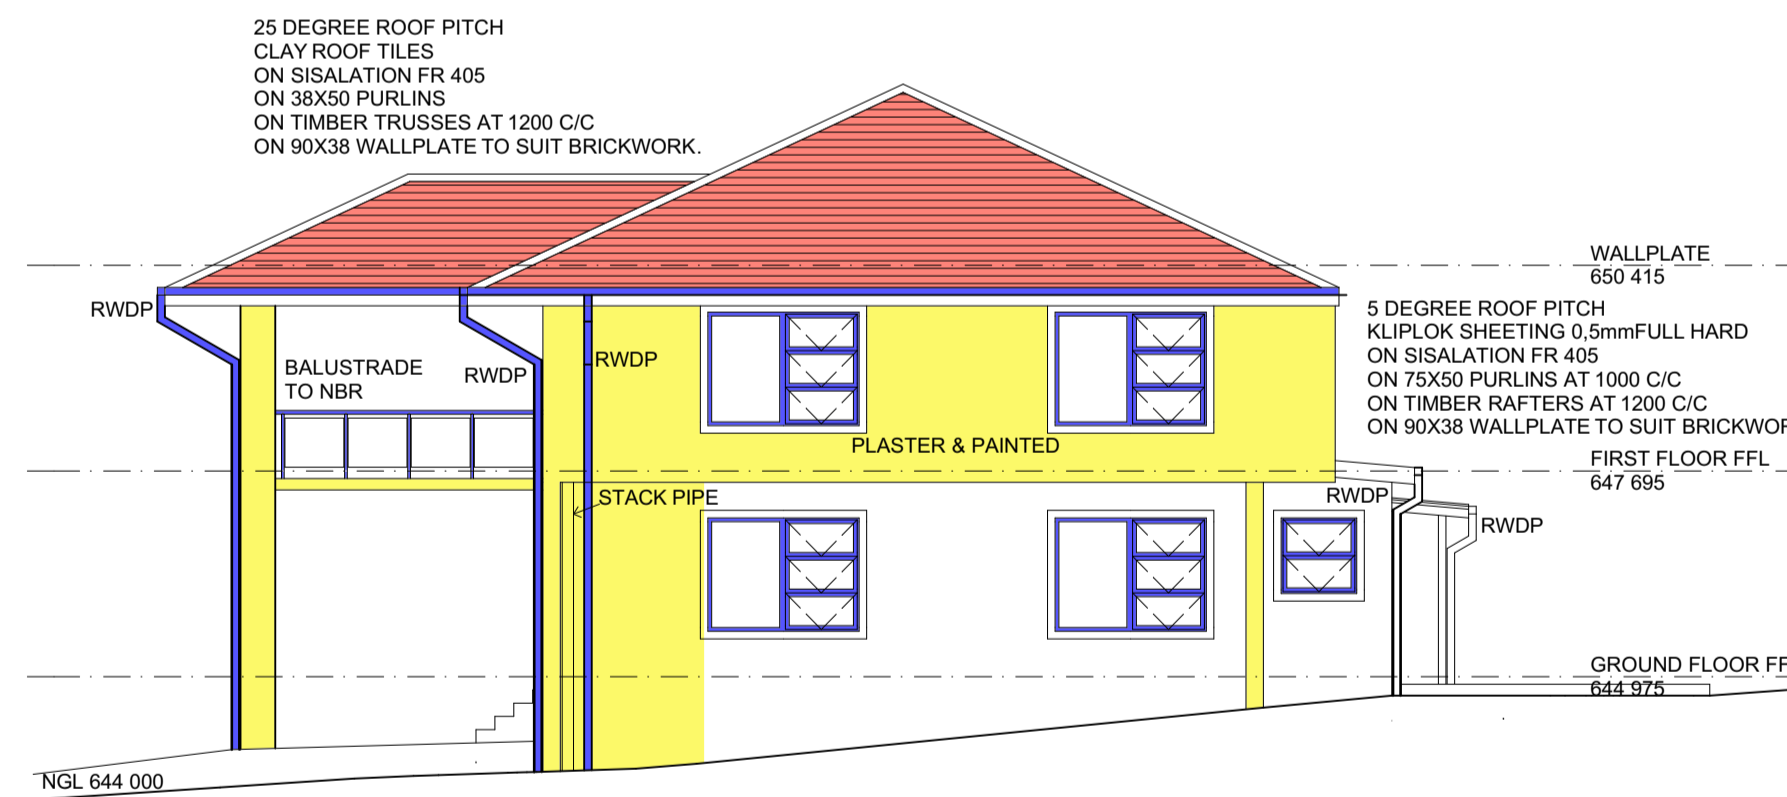 25 DEGREE ROOF PITCH
CLAY ROOF TILES
ON SISALATION FR 405
ON 38X50 PURLINS
ON TIMBER TRUSSES AT 1200 C/C
ON 90X38 WALLPLATE TO SUIT BRICKWORK.
WALLPLATE
650 415
RWDP
5 DEGREE ROOF PITCH
KLIPLOK SHEETING 0,5mmFULL HARD
ON SISALATION FR 405
ON 75X50 PURLINS AT 1000 C/C
ON TIMBER RAFTERS AT 1200 C/C
ON 90X38 WALLPLATE TO SUIT BRICKWOR
BALUSTRADE
TO NBR
RWDP
RWDP
PLASTER & PAINTED
FIRST FLOOR FFL
647 695
STACK PIPE
RWDP
RWDP
GROUND FLOOR FF
644 975
NGL 644 000